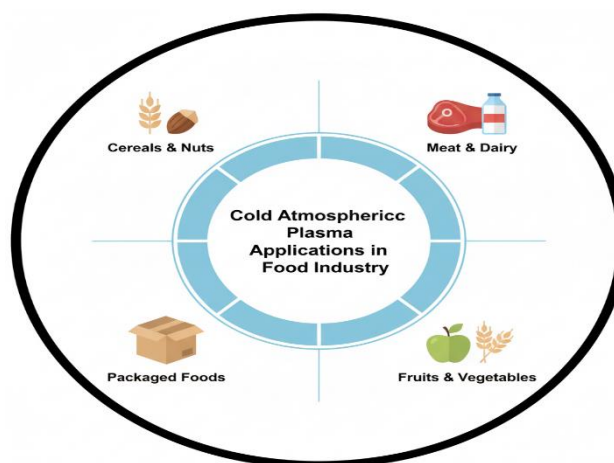 Cereals & Nuts
Meat & Dairy
Cold Atmosphericc
Plasma
Applications in
Food Industry
Packaged Foods
Fruits & Vegetables